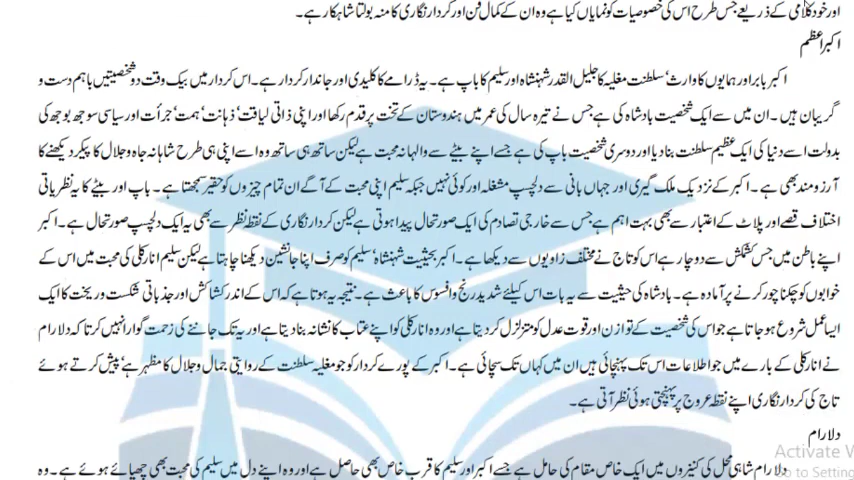 اور خود کلامی کے ذریعے جس طرح اس کی خصوصیات کو نمایاں کیا ہے وہ ان کے کمال فن اور کردار نگاری کا منہ بولتا شاہکار ہے۔
اکبر اعظم
اکبر بابر اور ہمایوں کا وارث، سلطنت مغلیہ کا جلیل القدر شہنشاہ اور سلیم کا باپ ہے۔ یہ ڈرامے کا کلیدی اور جاندار کردار ہے۔ اس کردار میں بیک وقت دو شخصیتیں باہم دست و
گریبان ہیں۔ ان میں سے ایک شخصیت بادشاہ کی ہے جس نے تیرہ سال کی عمر میں ہندوستان کے تخت پر قدم رکھا اور اپنی ذاتی لیاقت، ذہانت، ہمت، جرأت اور سیاسی سوجھ بوجھ کی
بدولت اسے دنیا کی ایک عظیم سلطنت بنا دیا اور دوسری شخصیت باپ کی ہے جسے اپنے بیٹے سے والہانہ محبت ہے لیکن ساتھ ہی ساتھ وہ اسے اپنی ہی طرح شاہانہ جاہ و جلال کا پیکر دیکھنے کا
آرزو مند بھی ہے۔ اکبر کے نزدیک ملک گیری اور جہاں بانی سے دلچسپ مشغلہ اور کوئی نہیں جبکہ سلیم اپنی محبت کے آگے ان تمام چیزوں کو حقیر سمجھتا ہے۔ باپ اور بیٹے کا یہ نظریاتی
اختلاف قصے اور پلاٹ کے اعتبار سے بھی بہت اہم ہے جس سے خارجی تصادم کی ایک صورتحال پیدا ہوتی ہے لیکن کردار نگاری کے نقطہ نظر سے بھی یہ ایک دلچسپ صورتحال ہے۔ اکبر
اپنے باطن میں جس کشمکش سے دو چار ہے اس کو تاج نے مختلف زاویوں سے دیکھا ہے۔ اکبر بحیثیت شہنشاہ، سلیم کو صرف اپنا جانشین دیکھنا چاہتا ہے لیکن سلیم انارکلی کی محبت میں اس کے
خوابوں کو چکنا چور کرنے پر آمادہ ہے۔ بادشاہ کی حیثیت سے یہ بات اس کیلئے شدید رنج و افسوس کا باعث ہے۔ نتیجہ یہ ہوتا ہے کہ اس کے اندر کشاکش اور جذباتی شکست و ریخت کا ایک
ایسا عمل شروع ہو جاتا ہے جو اس کی شخصیت کے توازن اور قوت عدل کو متزلزل کر دیتا ہے اور وہ انارکلی کو اپنے عتاب کا نشانہ بنا دیتا ہے اور یہ تک جاننے کی زحمت گوارا نہیں کرتا کہ دلارام
نے انارکلی کے بارے میں جو اطلاعات اس تک پہنچائی ہیں ان میں کہاں تک سچائی ہے۔ اکبر کے پورے کردار کو جو مغلیہ سلطنت کے روایتی جمال و جلال کا مظہر ہے، پیش کرتے ہوئے
تاج کی کردار نگاری اپنے نقطہ عروج پر پہنچتی ہوئی نظر آتی ہے۔
دلارام
دلارام شاہی محل کی کنیزوں میں ایک خاص مقام کی حامل ہے جسے اکبر اور سلیم کا قرب خاص بھی حاصل ہے اور وہ اپنے دل میں سلیم کی محبت بھی چھپائے ہوئے ہے۔ وہ
Activate W
Go to Setting